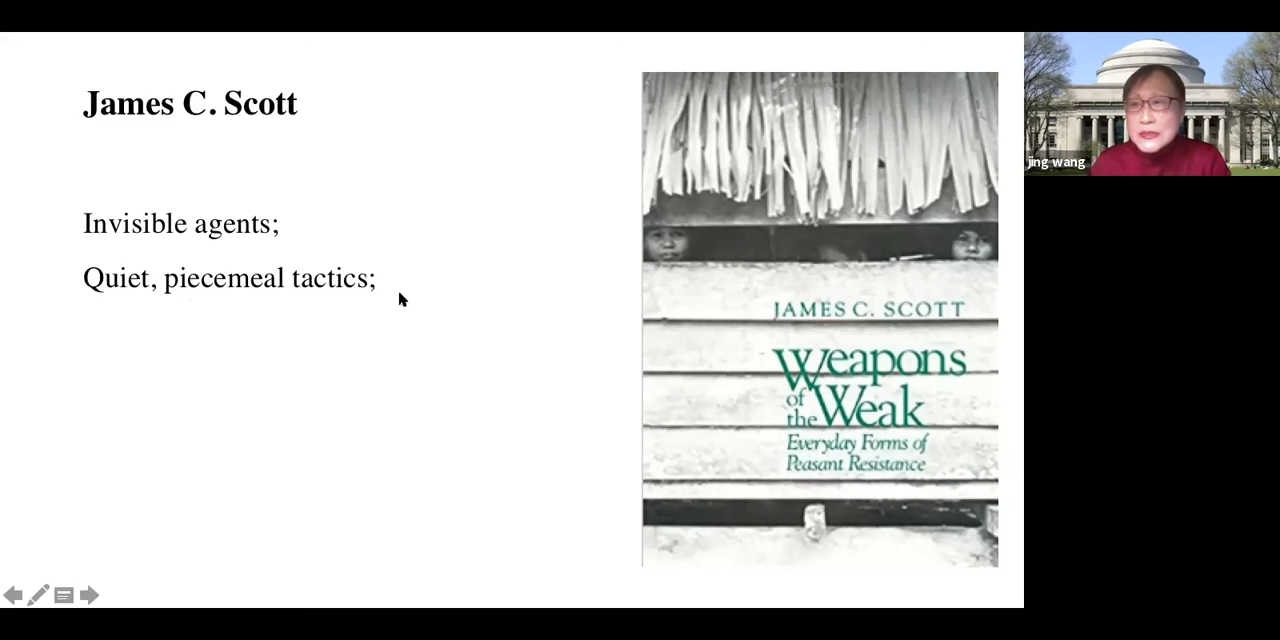 James C. Scott
Invisible agents;
Quiet, piecemeal tactics;
JAMES C. SCOTT
Weapons
of
the Weak
Everyday Forms of
Peasant Resistance
jing wang